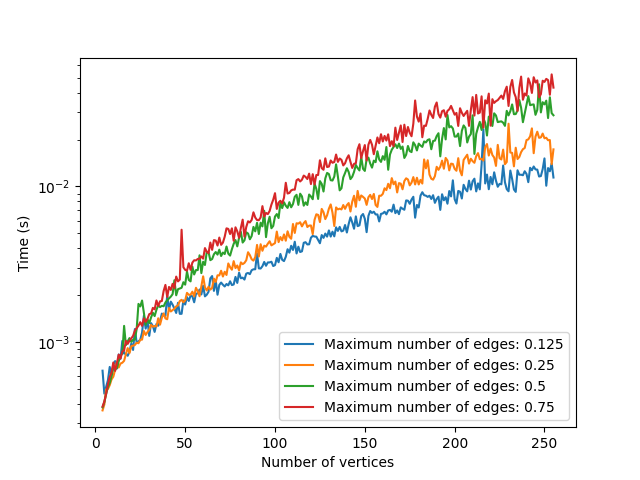 10⁻²
10⁻³
Time (s)
Maximum number of edges: 0.125
Maximum number of edges: 0.25
Maximum number of edges: 0.5
Maximum number of edges: 0.75
0 50 100 150 200 250
Number of vertices